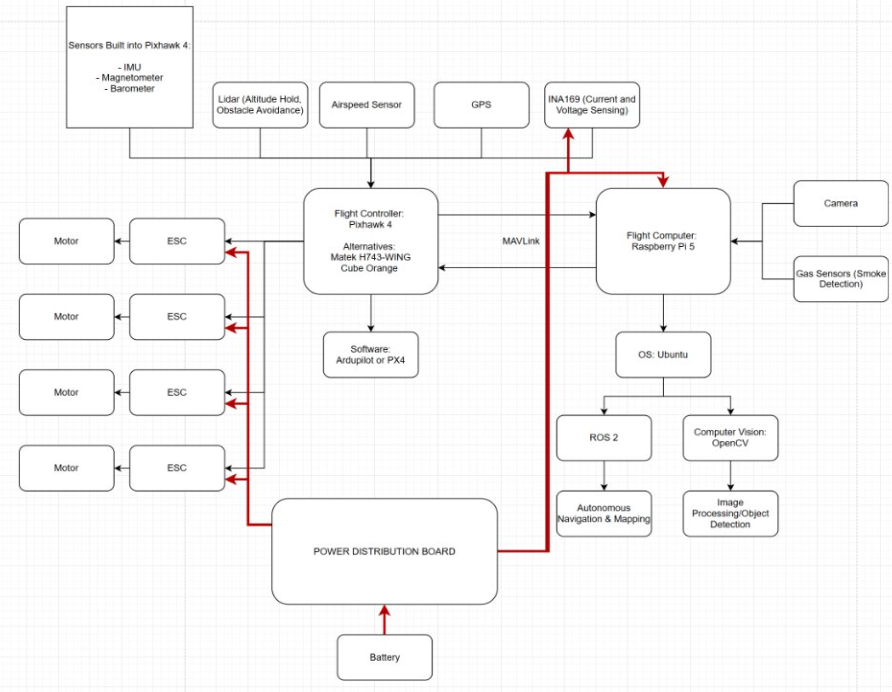 Sensors Built into Pixhawk 4:
- IMU
- Magnetometer
- Barometer
Lidar (Altitude Hold,
Obstacle Avoidance)
Airspeed Sensor
GPS
INA169 (Current and
Voltage Sensing)
Flight Controller:
Pixhawk 4
Alternatives:
Matek H743-WING
Cube Orange
MAVLink
Flight Computer:
Raspberry Pi 5
Camera
Gas Sensors (Smoke
Detection)
Motor
ESC
Motor
ESC
Motor
ESC
Motor
ESC
Software:
Ardupilot or PX4
OS: Ubuntu
ROS 2
Computer Vision:
OpenCV
Autonomous
Navigation & Mapping
Image
Processing/Object
Detection
POWER DISTRIBUTION BOARD
Battery